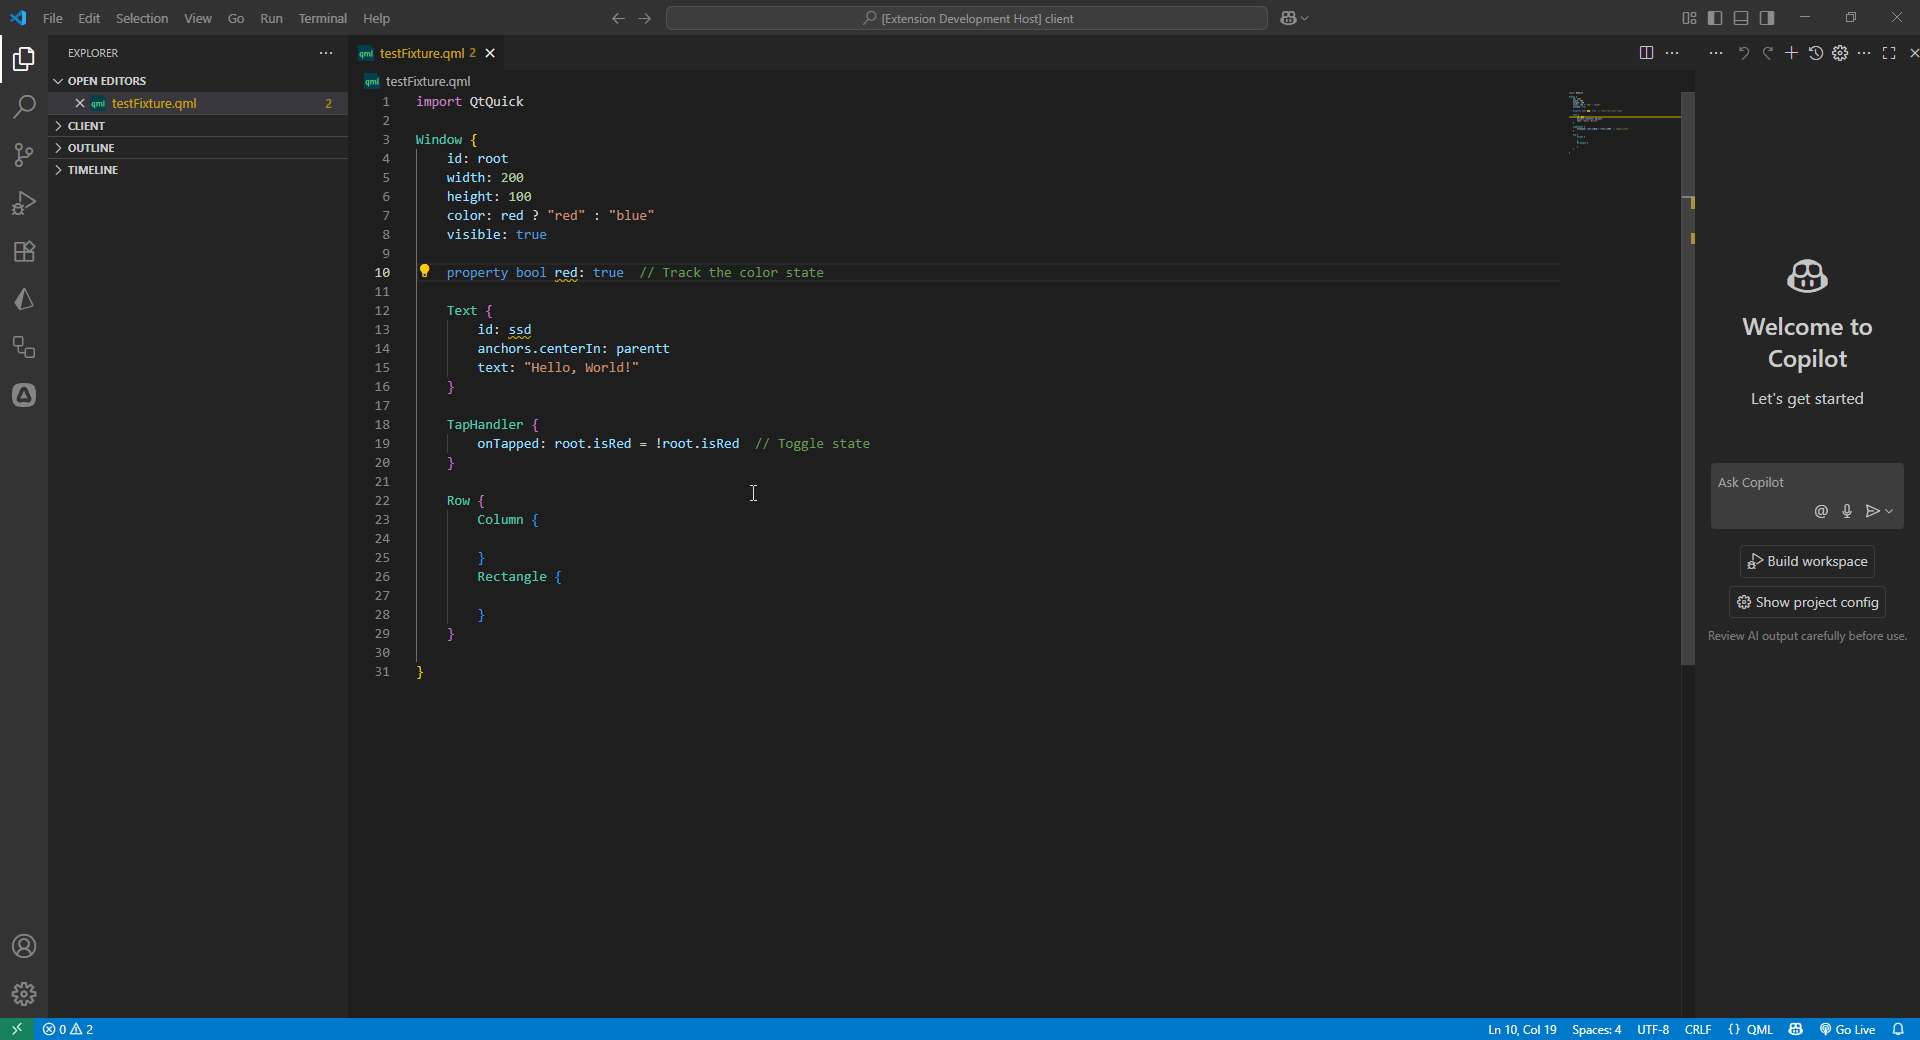 File Edit Selection View Go Run Terminal Help
[Extension Development Host] client
EXPLORER
OPEN EDITORS
qml testFixture.qml 2
CLIENT
OUTLINE
TIMELINE
qml testFixture.qml 2
qml testFixture.qml
1 import QtQuick
2
3 Window {
4 id: root
5 width: 200
6 height: 100
7 color: red ? "red" : "blue"
8 visible: true
9
10 property bool red: true // Track the color state
11
12 Text {
13 id: ssd
14 anchors.centerIn: parentt
15 text: "Hello, World!"
16 }
17
18 TapHandler {
19 onTapped: root.isRed = !root.isRed // Toggle state
20 }
21
22 Row {
23 Column {
24
25 }
26 Rectangle {
27
28 }
29 }
30
31 }
Welcome to
Copilot
Let's get started
Ask Copilot
Build workspace
Show project config
Review AI output carefully before use.
0 2
Ln 10, Col 19 Spaces: 4 UTF-8 CRLF {} QML Go Live